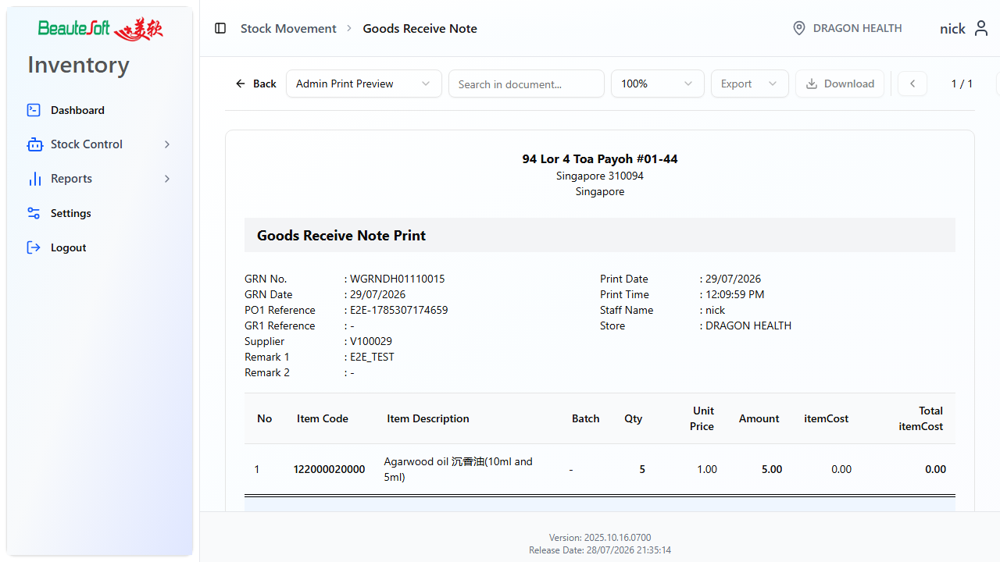 BeauteSoft 美软
Inventory
Dashboard
Stock Control
Reports
Settings
Logout
Stock Movement > Goods Receive Note
DRAGON HEALTH
nick
Back
Admin Print Preview
Search in document...
100%
Export
Download
1 / 1
94 Lor 4 Toa Payoh #01-44
Singapore 310094
Singapore
Goods Receive Note Print
GRN No. : WGRNDH01110015
GRN Date : 29/07/2026
PO1 Reference : E2E-1785307174659
GR1 Reference : -
Supplier : V100029
Remark 1 : E2E_TEST
Remark 2 : -
Print Date : 29/07/2026
Print Time : 12:09:59 PM
Staff Name : nick
Store : DRAGON HEALTH
No Item Code Item Description Batch Qty Unit Price Amount itemCost Total itemCost
1 122000020000 Agarwood oil 沉香油(10ml and 5ml) - 5 1.00 5.00 0.00 0.00
Version: 2025.10.16.0700
Release Date: 28/07/2026 21:35:14